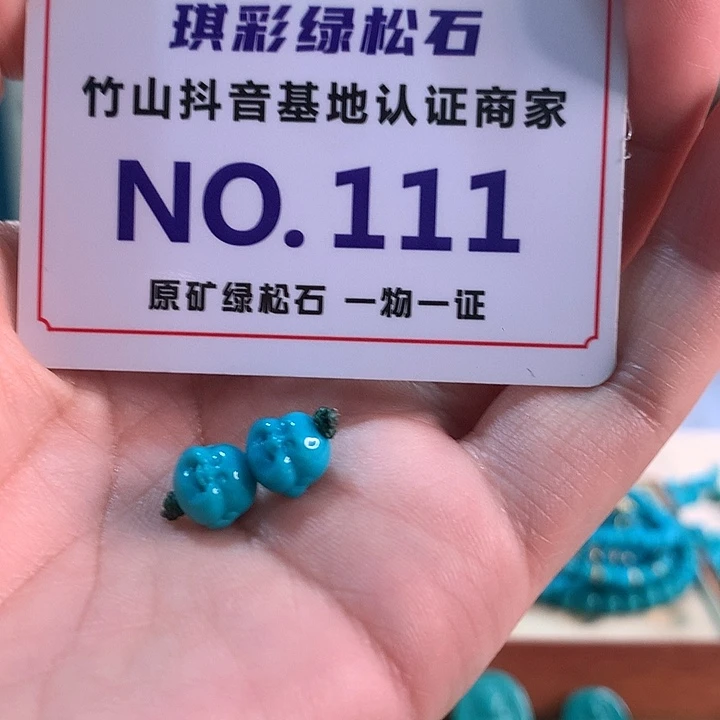 琪彩绿松石
竹山抖音基地认证商家
NO. 111
原矿绿松石 一物一证